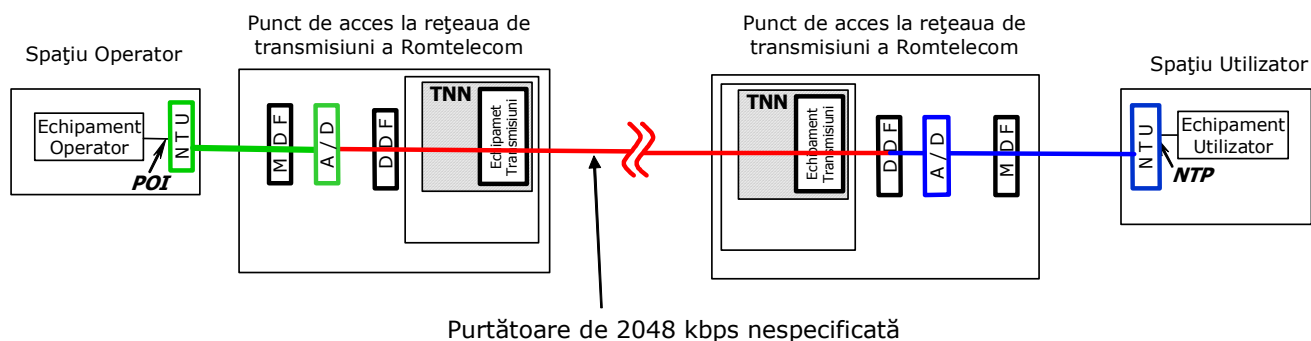 Punct de acces la reţeaua de
transmisiuni a Romtelecom
Punct de acces la reţeaua de
transmisiuni a Romtelecom
Spaţiu Operator
Spaţiu Utilizator
Echipament
Operator
POI
NTU
MDF
A/D
DDF
TNN
Echipamet
Transmisiuni
TNN
Echipament
Transmisiuni
DDF
A/D
MDF
NTU
NTP
Echipament
Utilizator
Purtătoare de 2048 kbps nespecificată